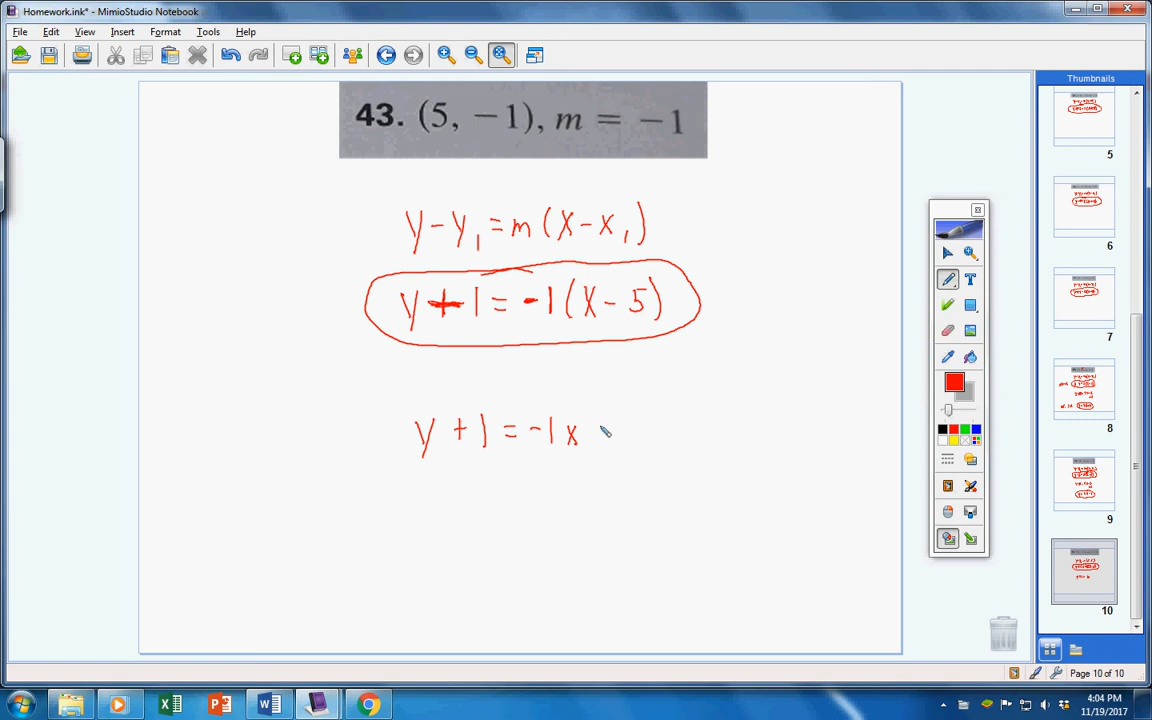 Homework.ink* - MimioStudio Notebook
File Edit View Insert Format Tools Help
Thumbnails
43. (5, −1), m = −1
y − y₁ = m(x − x₁)
y + 1 = -1(x − 5)
y + 1 = -1x
5
6
7
8
9
10
Page 10 of 10
4:04 PM
11/19/2017